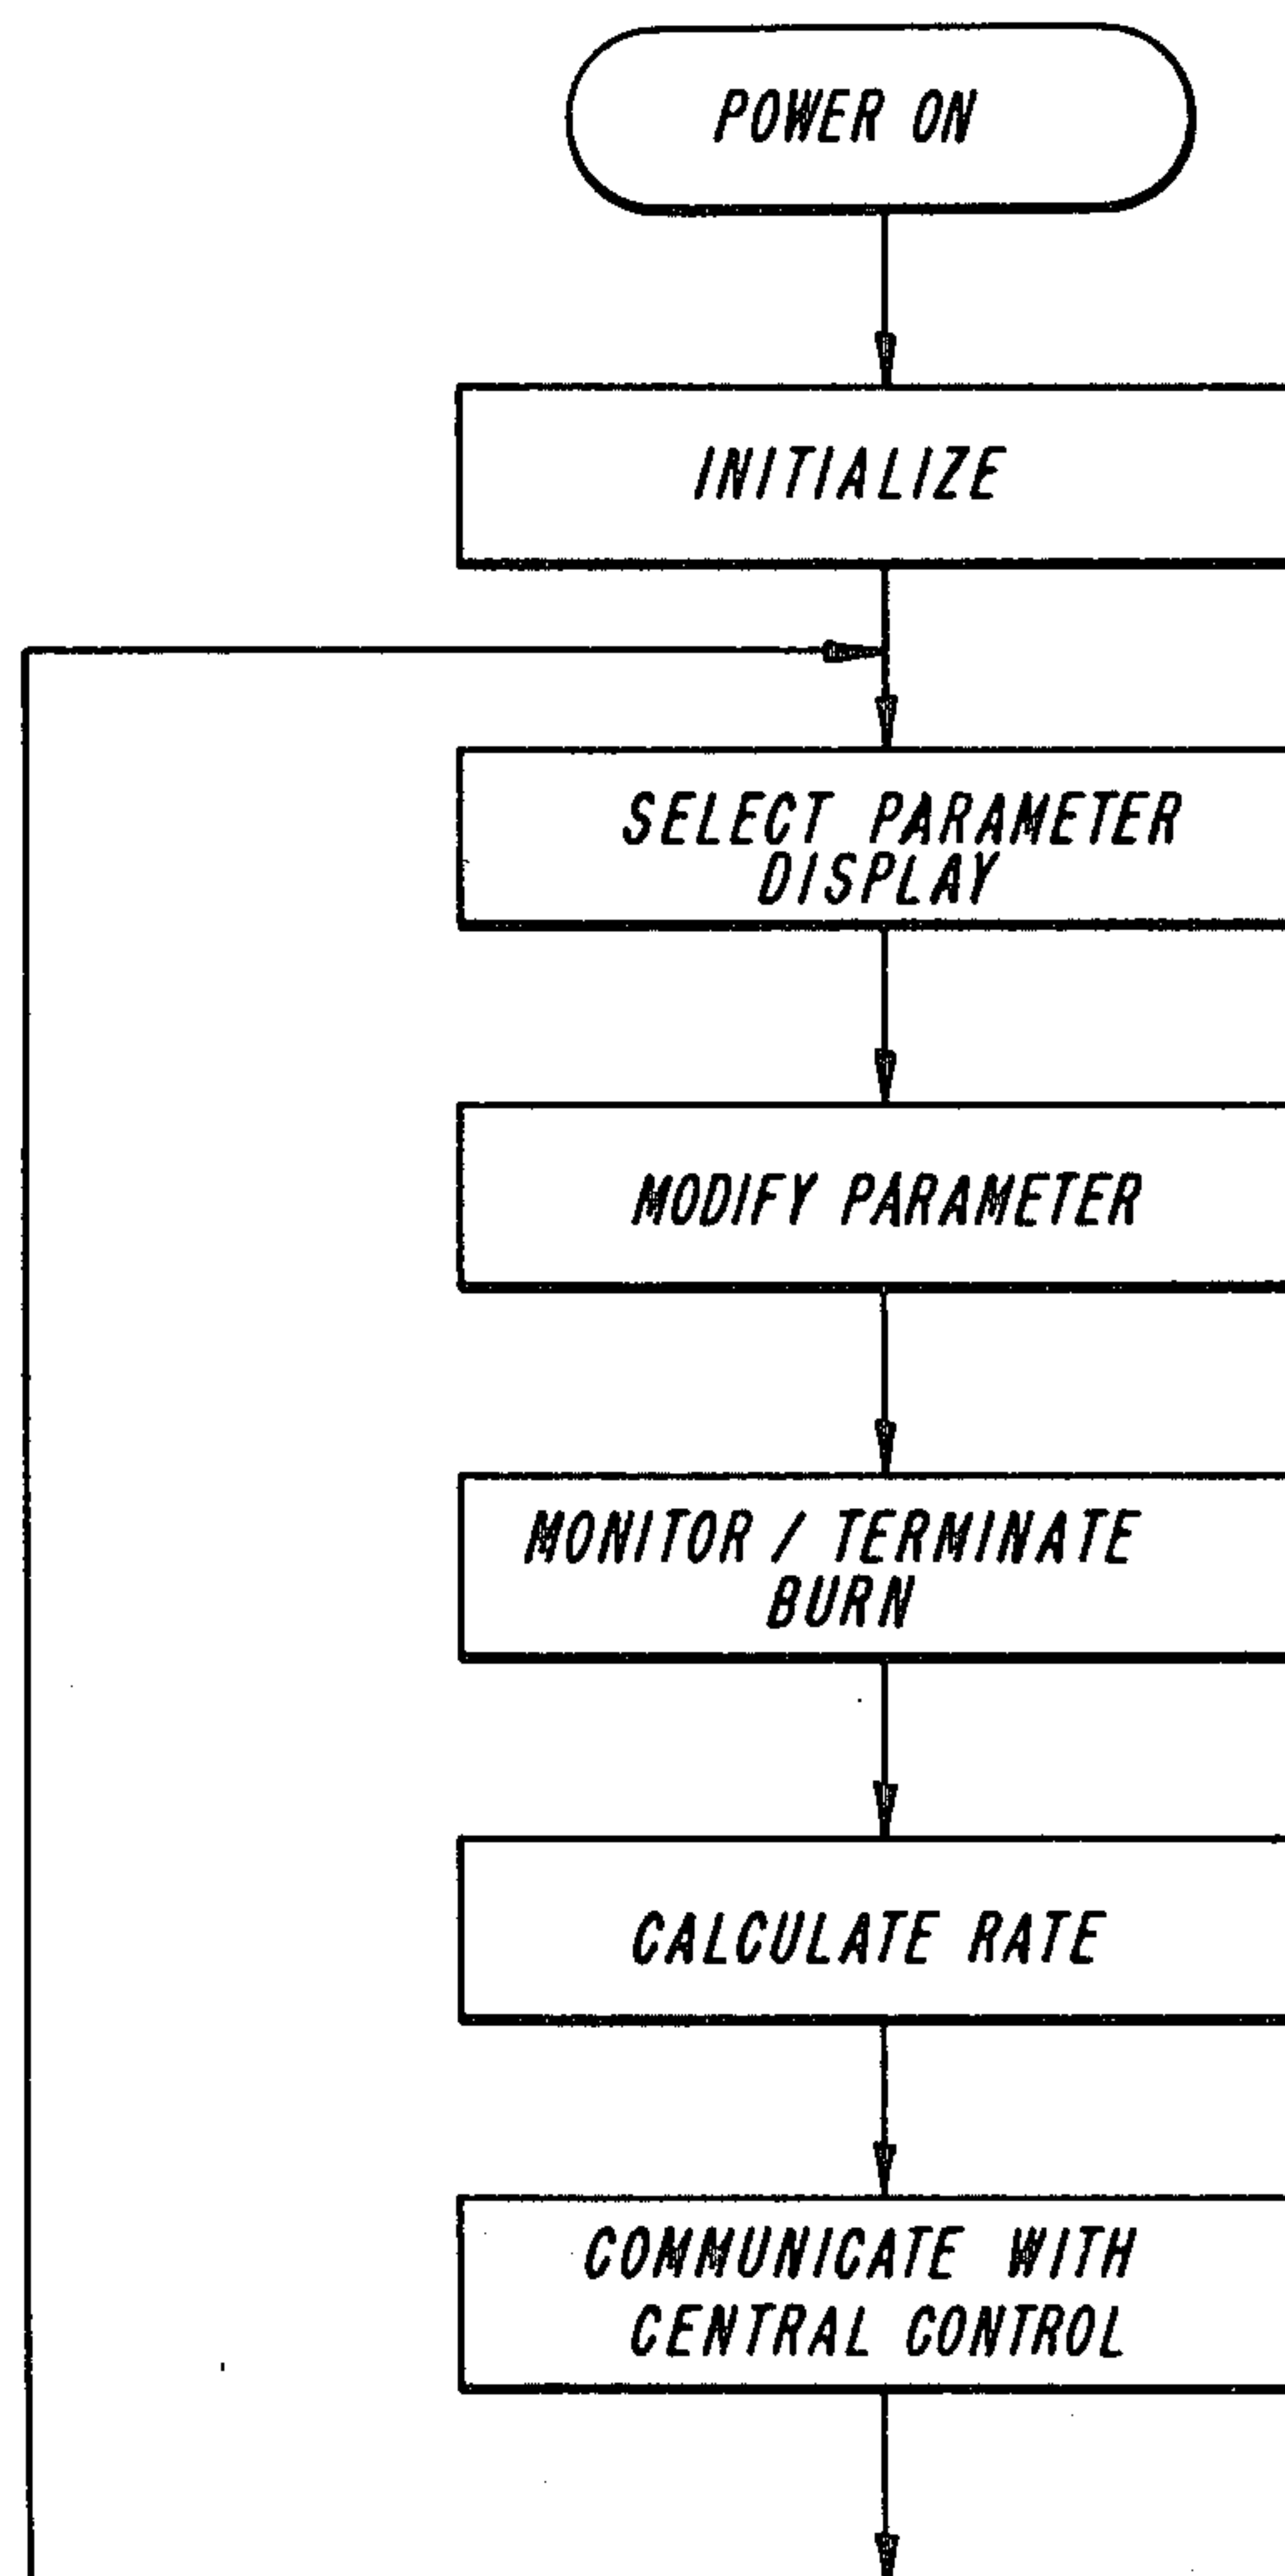 POWER ON
INITIALIZE
SELECT PARAMETER
DISPLAY
MODIFY PARAMETER
MONITOR / TERMINATE
BURN
CALCULATE RATE
COMMUNICATE WITH
CENTRAL CONTROL